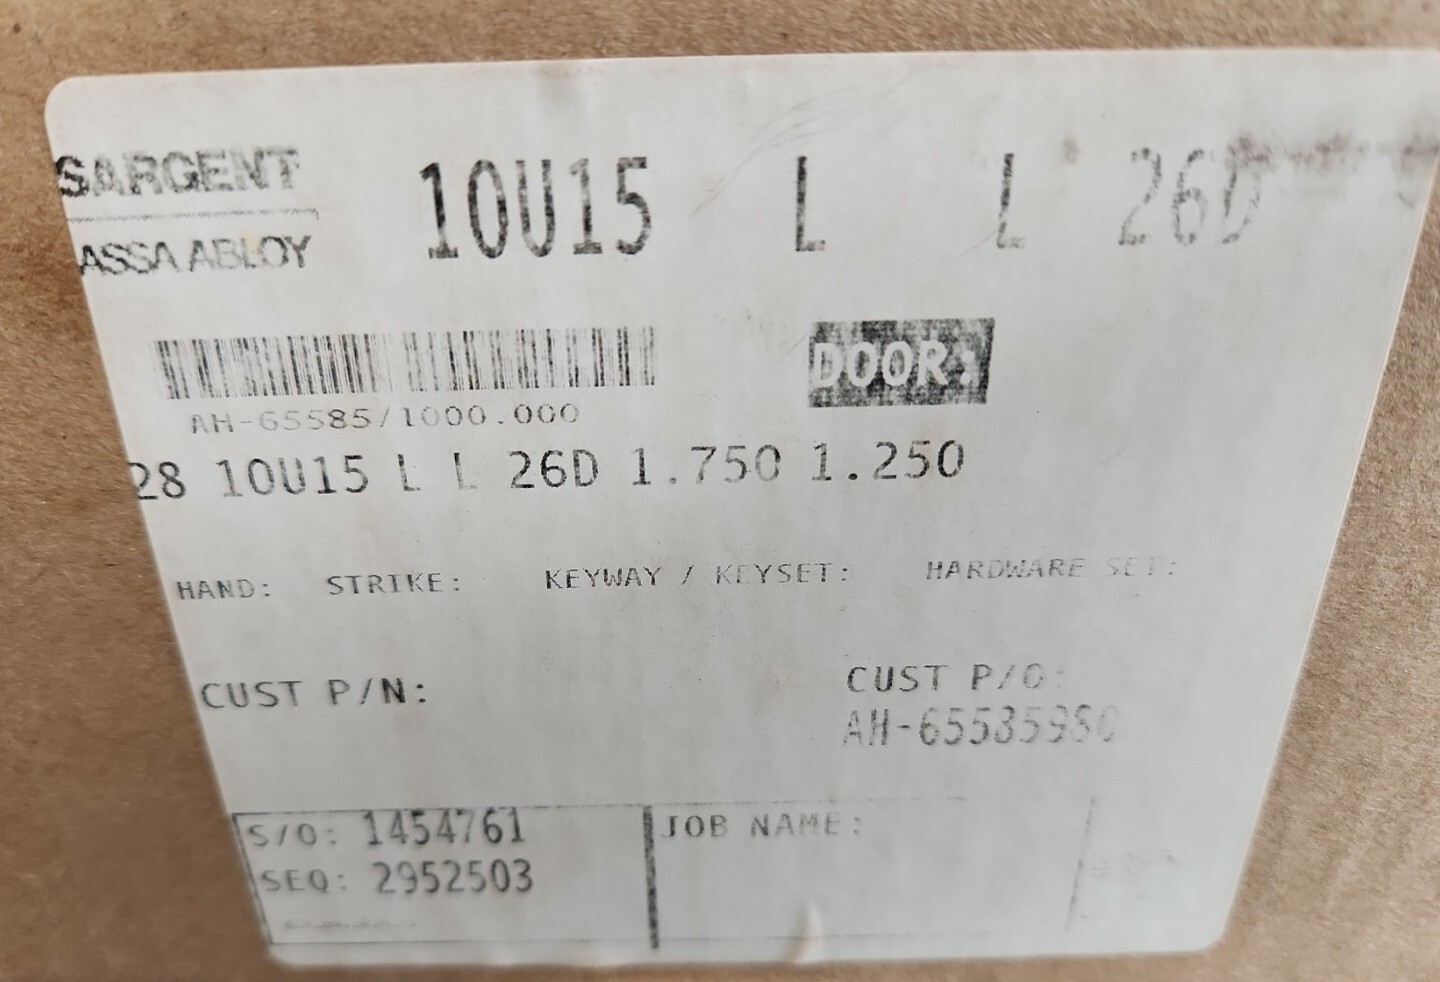 SARGENT
ASSA ABLOY
10U15 L L 26D
DOOR:
AH-65585/1000.000
28 10U15 L L 26D 1.750 1.250
HAND: STRIKE: KEYWAY / KEYSET: HARDWARE SET:
CUST P/N:
CUST P/O:
S/O: 1454761
SEQ: 2952503
JOB NAME: